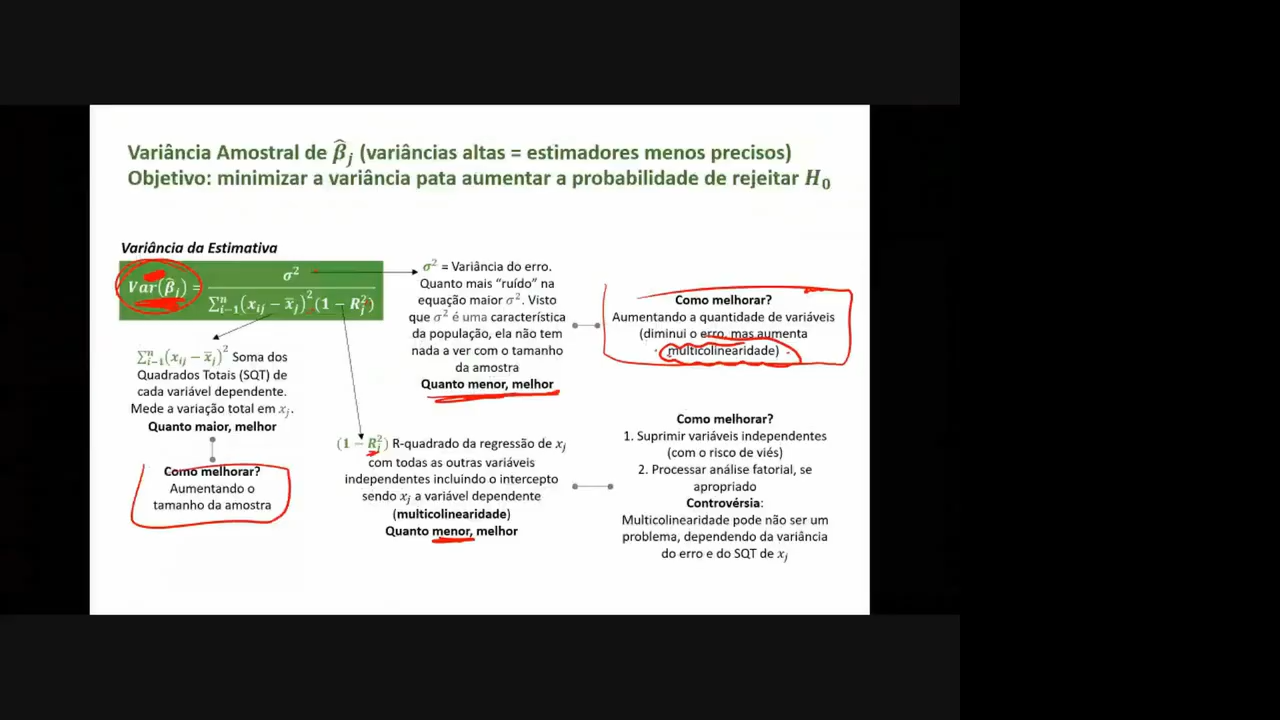 Variância Amostral de β̂ⱼ (variâncias altas = estimadores menos precisos)
Objetivo: minimizar a variância pata aumentar a probabilidade de rejeitar H₀
Variância da Estimativa
Var(β̂ⱼ) = σ² / ∑ⁿᵢ₋₁(xᵢⱼ − x̄ⱼ)²(1 − Rⱼ²)
∑ⁿᵢ₋₁(xᵢⱼ − x̄ⱼ)² Soma dos
Quadrados Totais (SQT) de
cada variável dependente.
Mede a variação total em xⱼ.
Quanto maior, melhor
Como melhorar?
Aumentando o
tamanho da amostra
σ² = Variância do erro.
Quanto mais “ruído” na
equação maior σ². Visto
que σ² é uma característica
da população, ela não tem
nada a ver com o tamanho
da amostra
Quanto menor, melhor
Como melhorar?
Aumentando a quantidade de variáveis
(diminui o erro, mas aumenta
multicolinearidade)
(1 − Rⱼ²) R-quadrado da regressão de xⱼ
com todas as outras variáveis
independentes incluindo o intercepto
sendo xⱼ a variável dependente
(multicolinearidade)
Quanto menor, melhor
Como melhorar?
1. Suprimir variáveis independentes
(com o risco de viés)
2. Processar análise fatorial, se
apropriado
Controvérsia:
Multicolinearidade pode não ser um
problema, dependendo da variância
do erro e do SQT de xⱼ